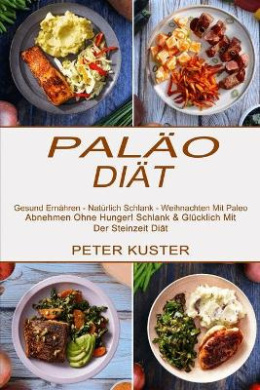 PALÄO
DIÄT
Gesund Ernähren - Natürlich Schlank - Weihnachten Mit Paleo
Abnehmen Ohne Hunger! Schlank & Glücklich Mit
Der Steinzeit Diät
PETER KUSTER